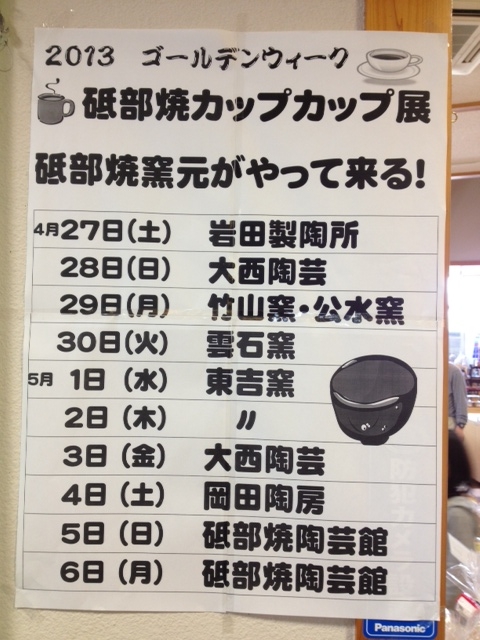 2013 ゴールデンウィーク
砥部焼カップカップ展
砥部焼窯元がやって来る!
4月27日(土) 岩田製陶所
28日(日) 大西陶芸
29日(月) 竹山窯・公水窯
30日(火) 雲石窯
5月 1日(水) 東吉窯
2日(木) 〃
3日(金) 大西陶芸
4日(土) 岡田陶房
5日(日) 砥部焼陶芸館
6日(月) 砥部焼陶芸館
Panasonic